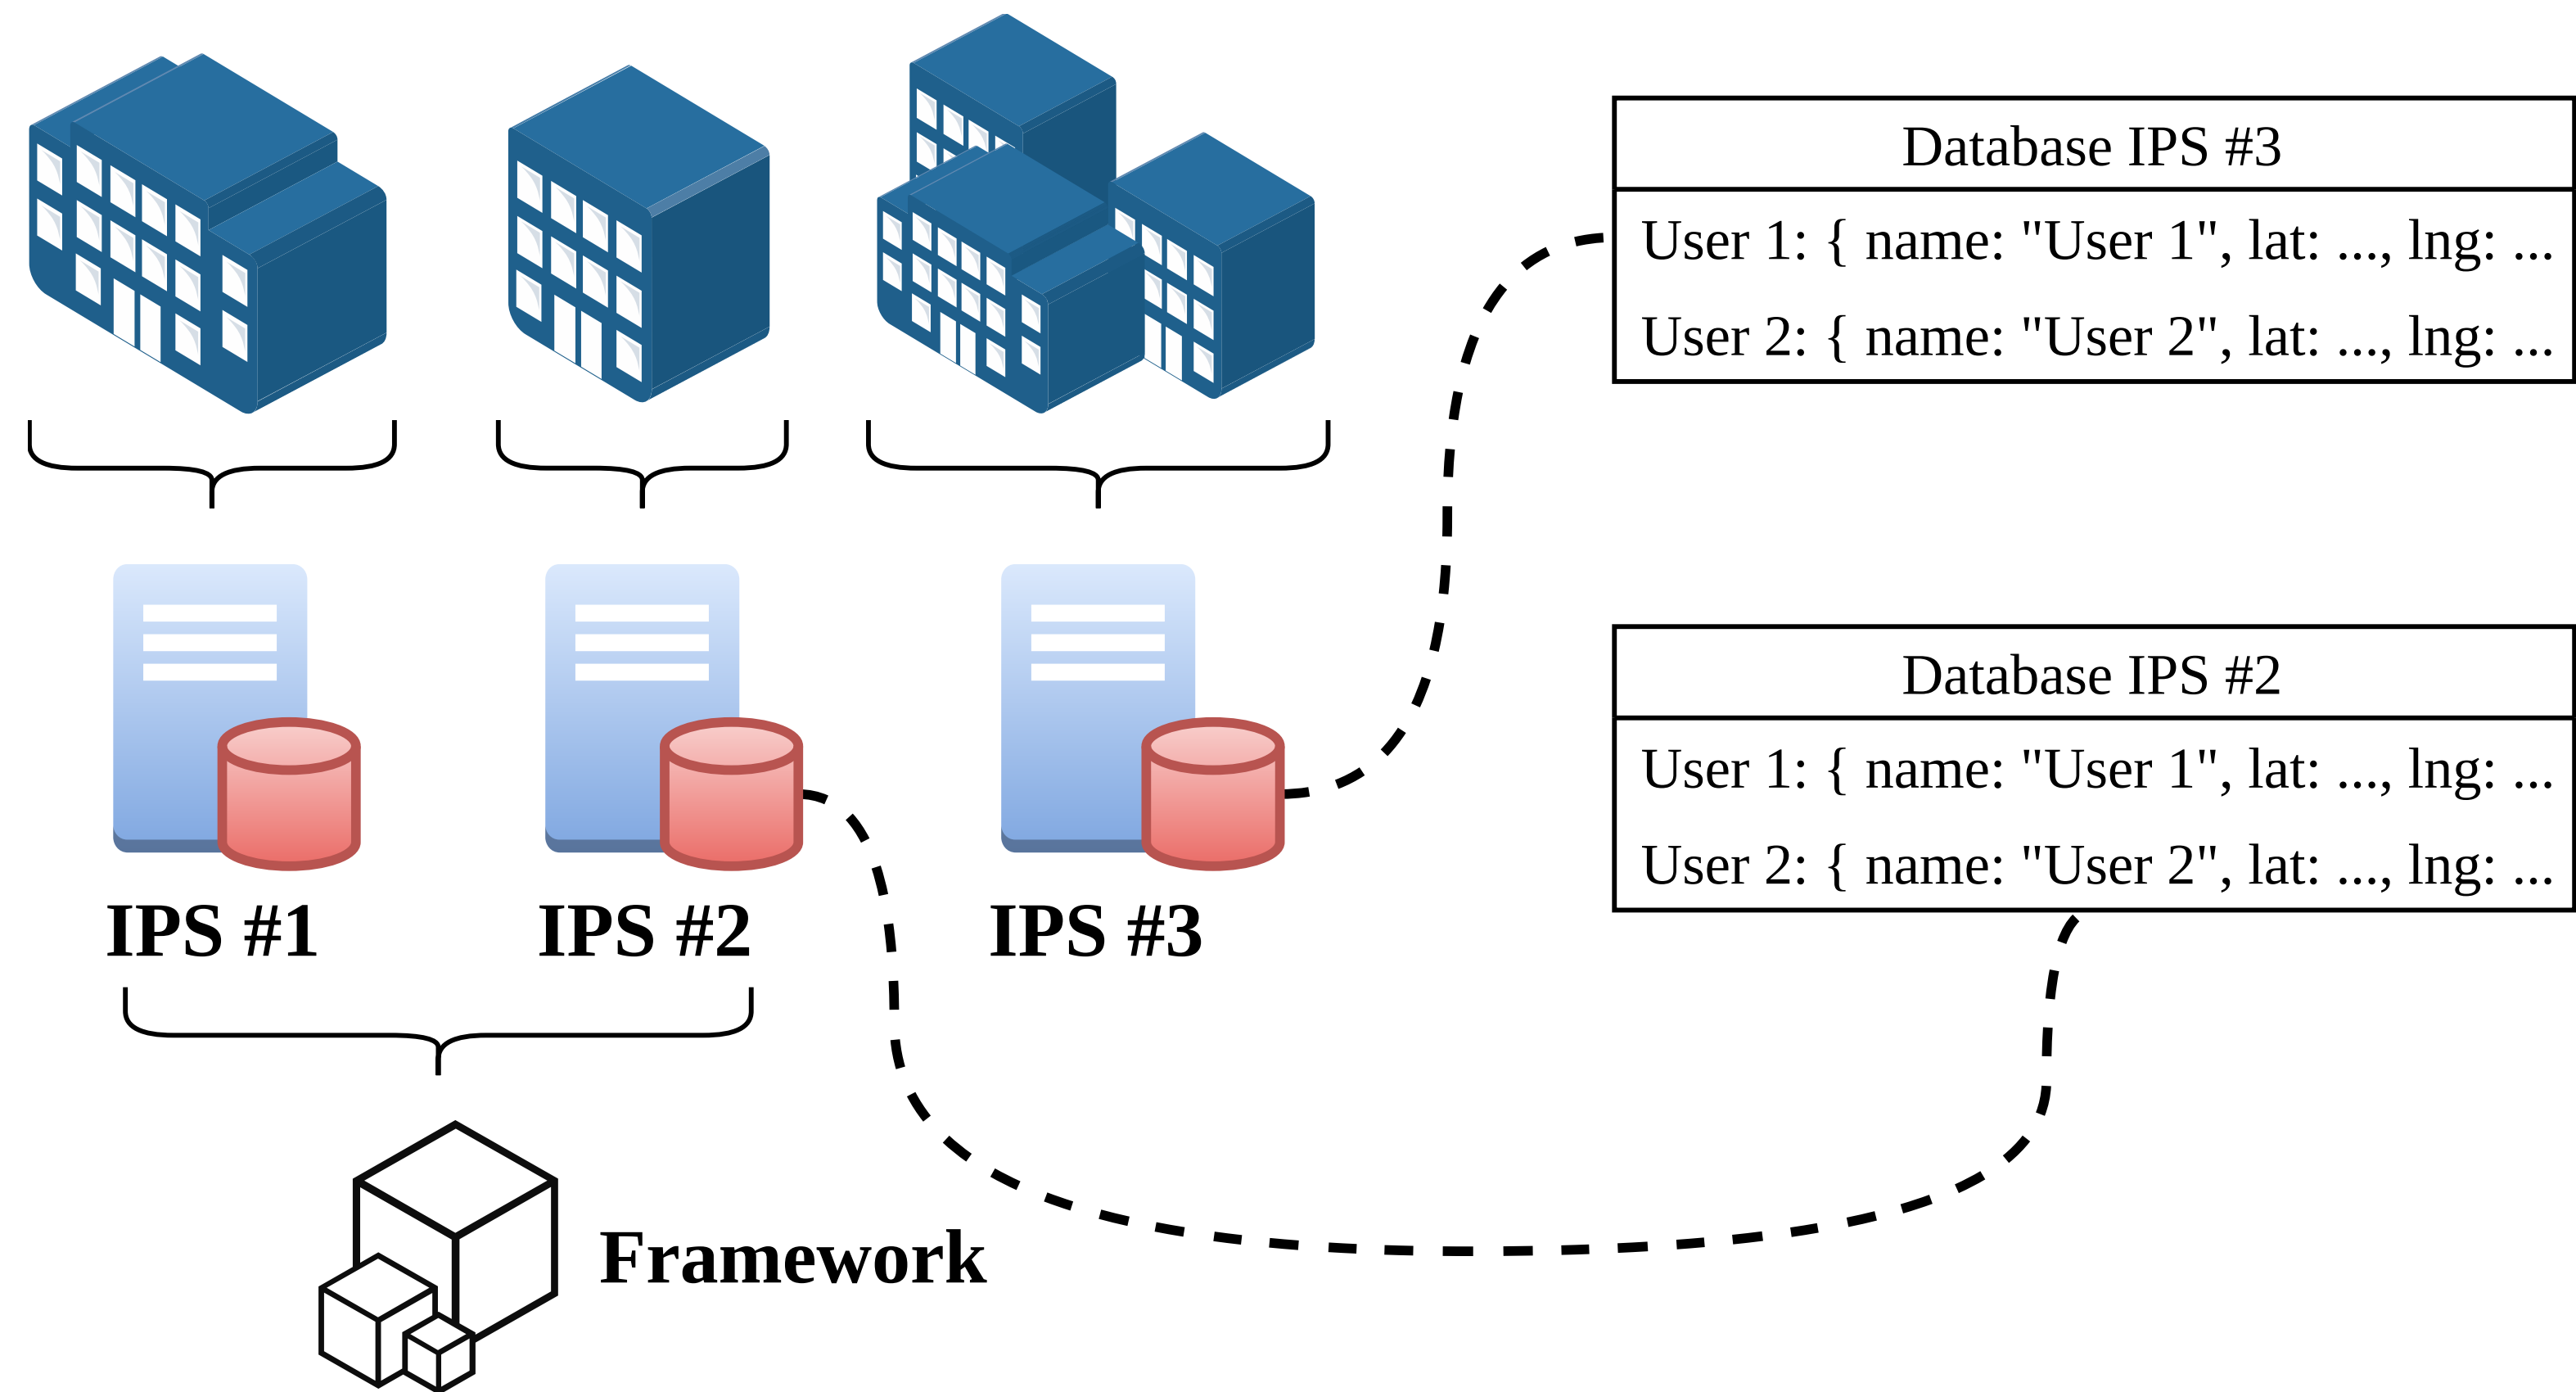 Database IPS #3
User 1: { name: "User 1", lat: ..., lng: ...
User 2: { name: "User 2", lat: ..., lng: ...
Database IPS #2
User 1: { name: "User 1", lat: ..., lng: ...
User 2: { name: "User 2", lat: ..., lng: ...
IPS #1
IPS #2
IPS #3
Framework